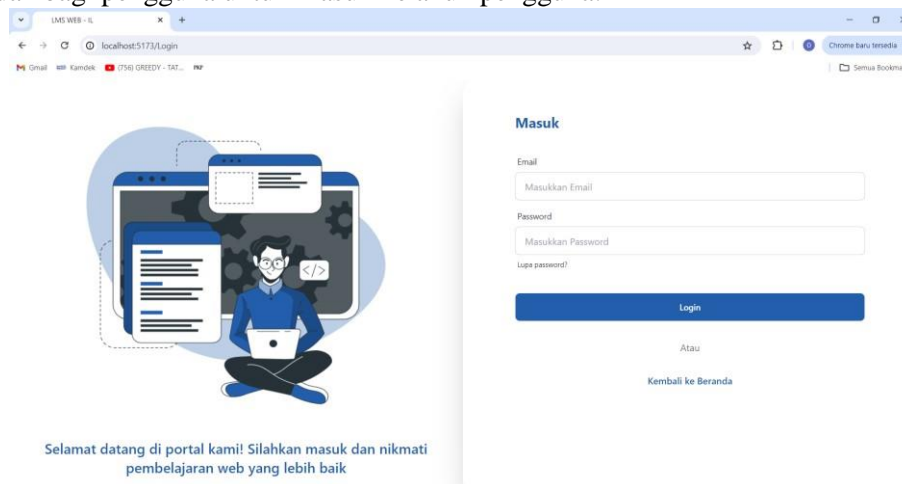 LMS WEB - IL
localhost:5173/Login
Chrome baru tersedia
Gmail
Kamdek
(756) GREEDY - TAT...
Semua Bookma
Masuk
Email
Masukkan Email
Password
Masukkan Password
Lupa password?
Login
Atau
Kembali ke Beranda
</>
Selamat datang di portal kami! Silahkan masuk dan nikmati
pembelajaran web yang lebih baik